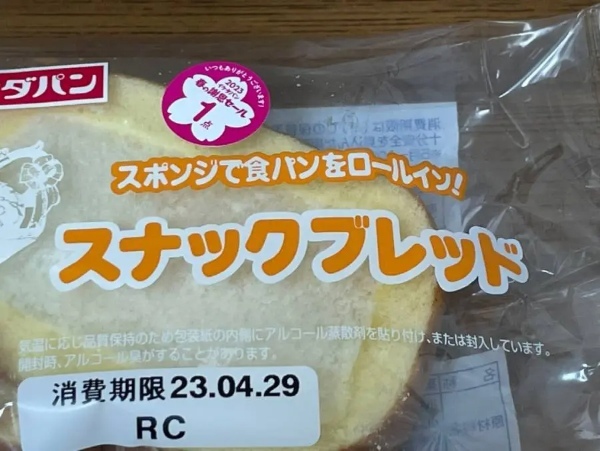 ダパン
いつもありがとうございます!
2023
春の謝恩セール
1
点
スポンジで食パンをロールイン!
スナックブレッド
気温に応じ品質保持のため包装紙の内側にアルコール蒸散剤を貼り付け、または封入しています。
開封時、アルコール臭がすることがあります。
消費期限 23.04.29
RC